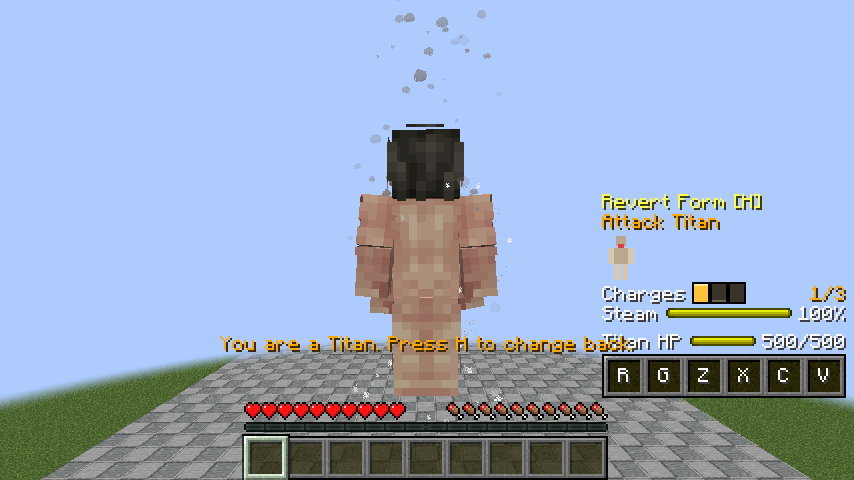 Revert Form [H]
Attack Titan
Charges 1/3
Steam 100%
You are a Titan. Press H to change back.
Titan HP 500/500
R G Z X C V